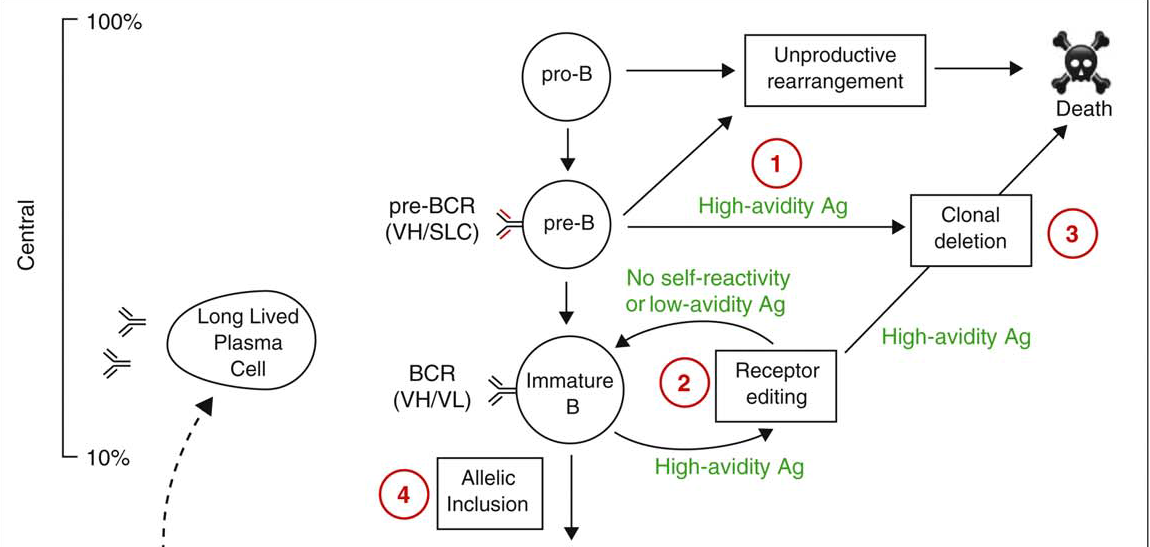 100%
pro-B
Unproductive
rearrangement
Death
1
pre-BCR
(VH/SLC)
pre-B
High-avidity Ag
Clonal
deletion
3
Central
No self-reactivity
or low-avidity Ag
Long Lived
Plasma
Cell
High-avidity Ag
BCR
(VH/VL)
Immature
B
2
Receptor
editing
10%
High-avidity Ag
4
Allelic
Inclusion